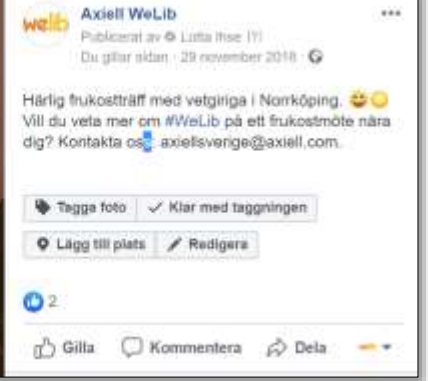 welib
Axiell WeLib
Publicerat av Lotta Ihse [?]
Du gillar sidan · 29 november 2018 ·
Härlig frukostträff med vetgiriga i Norrköping.
Vill du veta mer om #WeLib på ett frukostmöte nära
dig? Kontakta oss: axiellsverige@axiell.com.
Tagga foto
Klar med taggningen
Lägg till plats
Redigera
2
Gilla
Kommentera
Dela